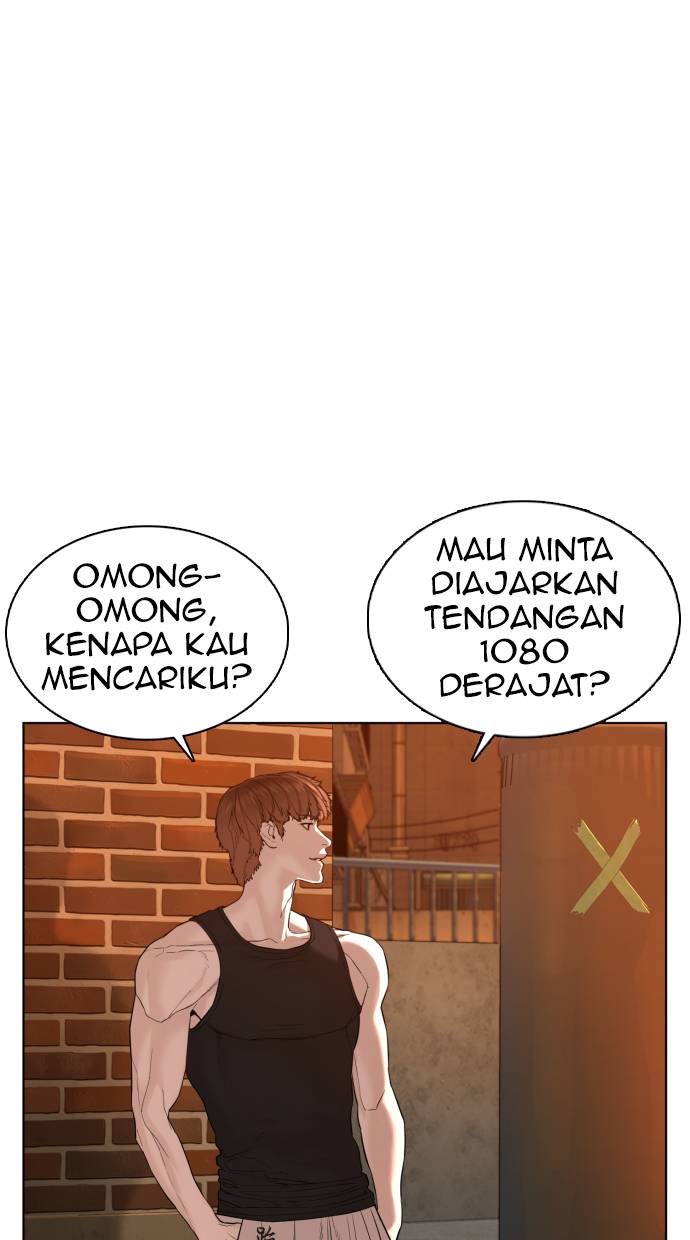 OMONG-
OMONG,
KENAPA KAU
MENCARIKU?
MAU MINTA
DIAJARKAN
TENDANGAN
1080
DERAJAT?